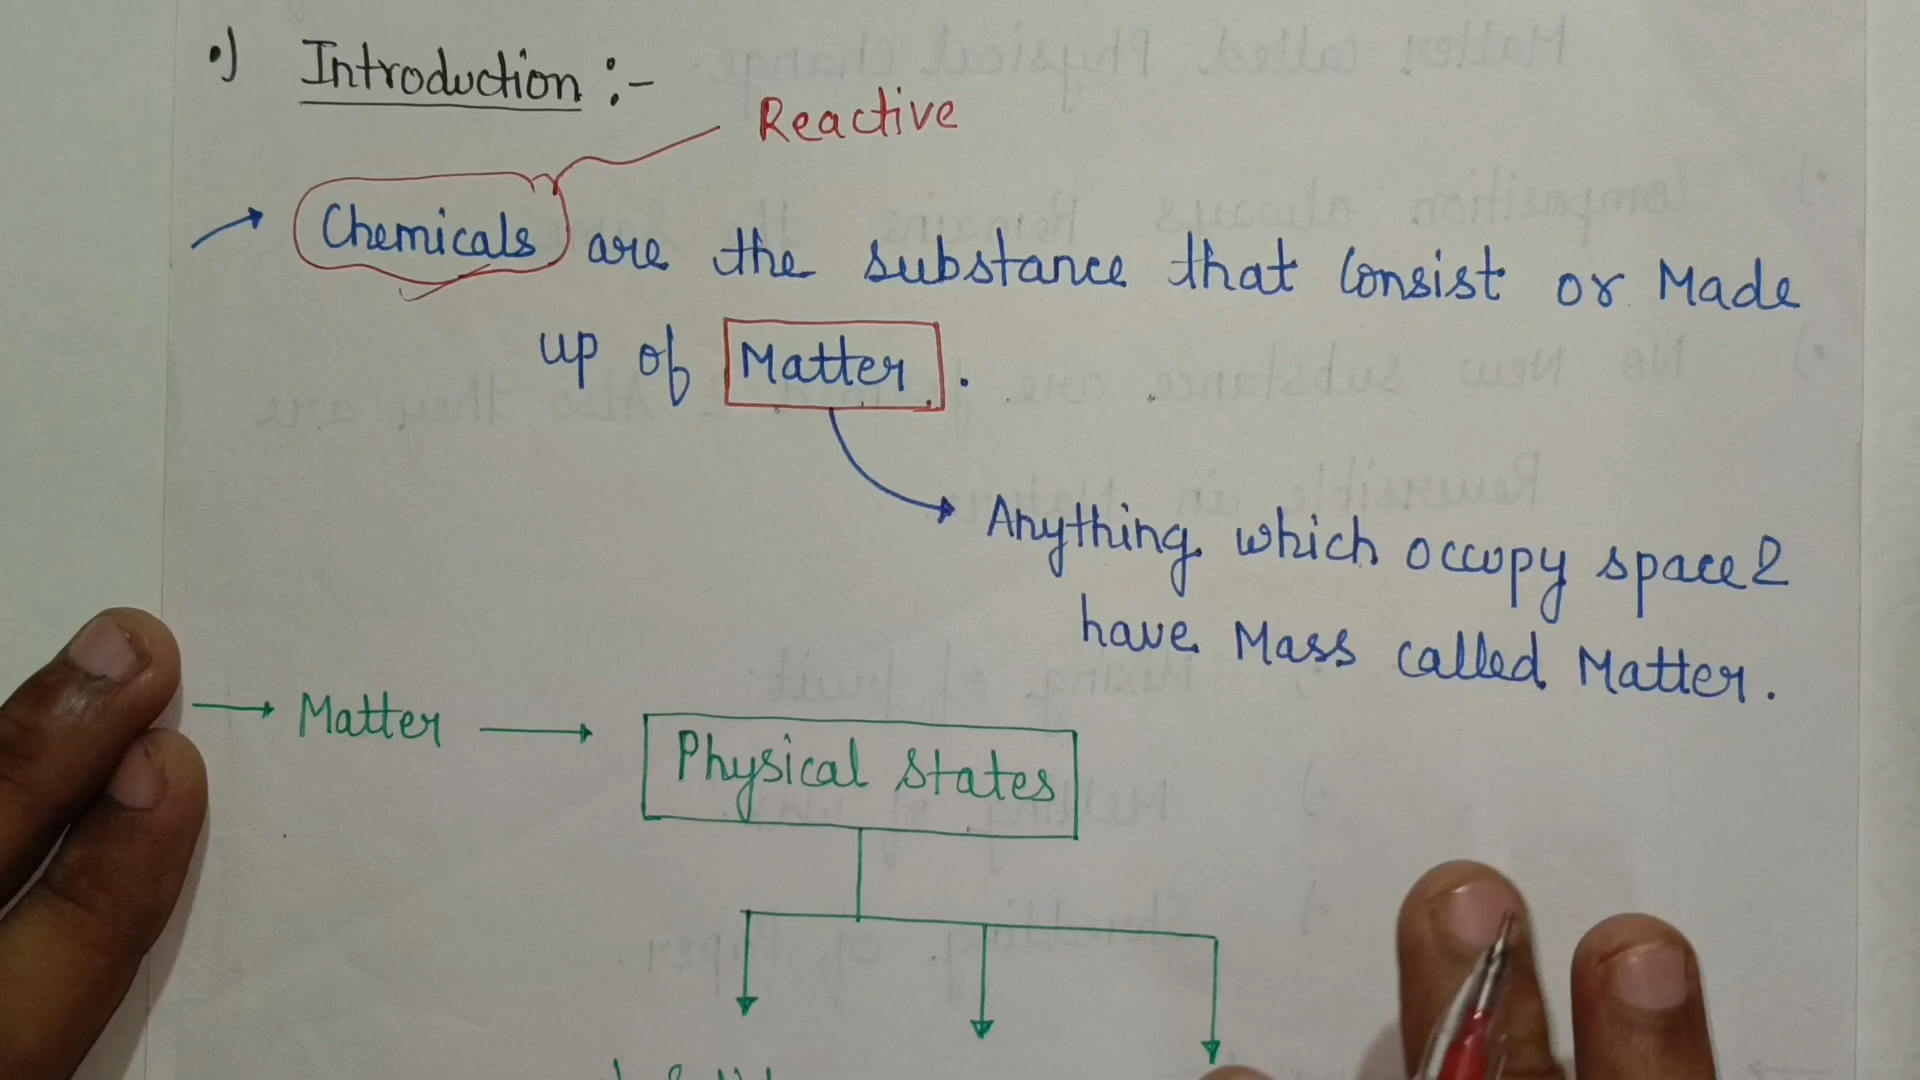 •) Introduction :-
Reactive
Chemicals are the substance that Consist or Made
up of Matter.
Anything which occupy space &
have Mass called Matter.
Matter
Physical States